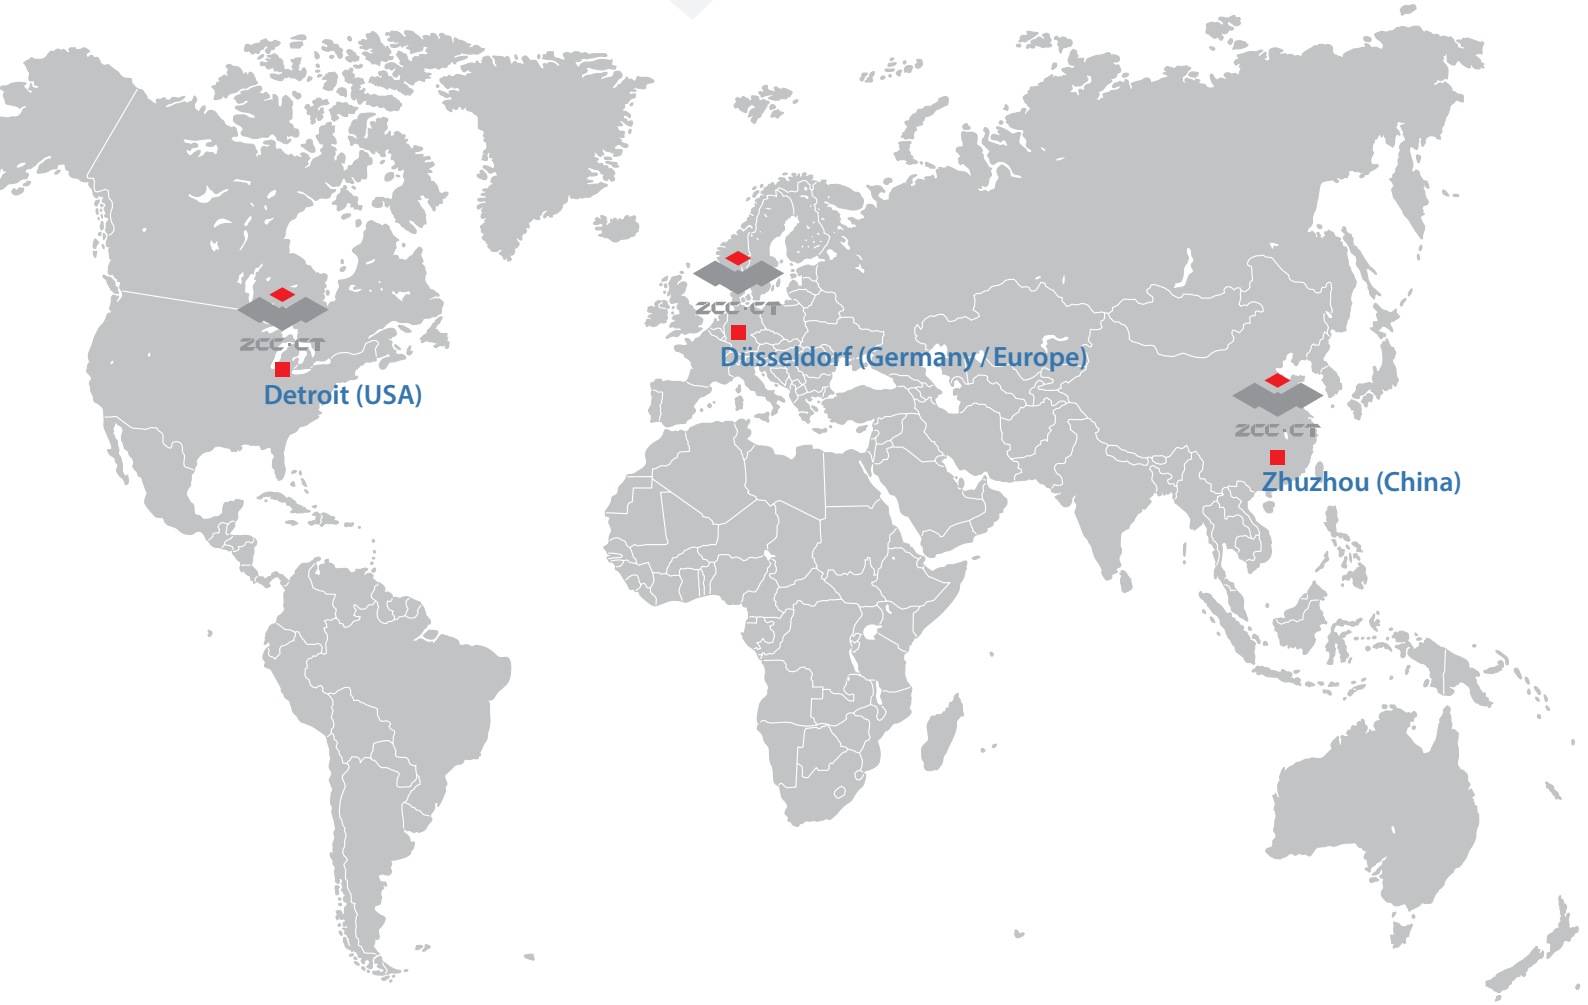 ZCC·CT
Düsseldorf (Germany / Europe)
ZCC·CT
Detroit (USA)
ZCC·CT
Zhuzhou (China)